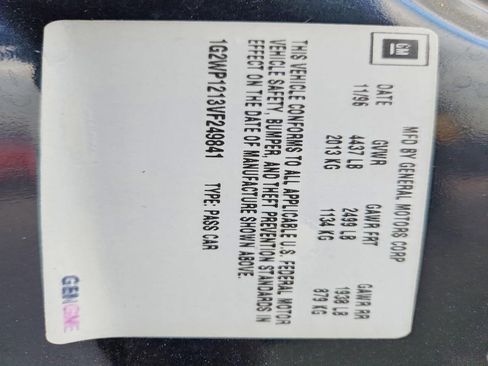 GM
MFD BY GENERAL MOTORS CORP
DATE GVWR GAWR FRT GAWR RR
11/96 4437 LB 2499 LB 1938 LB
2013 KG 1134 KG 879 KG
THIS VEHICLE CONFORMS TO ALL APPLICABLE U.S. FEDERAL MOTOR
VEHICLE SAFETY, BUMPER, AND THEFT PREVENTION STANDARDS IN
EFFECT ON THE DATE OF MANUFACTURE SHOWN ABOVE.
1G2WP1213VF249841 TYPE: PASS CAR